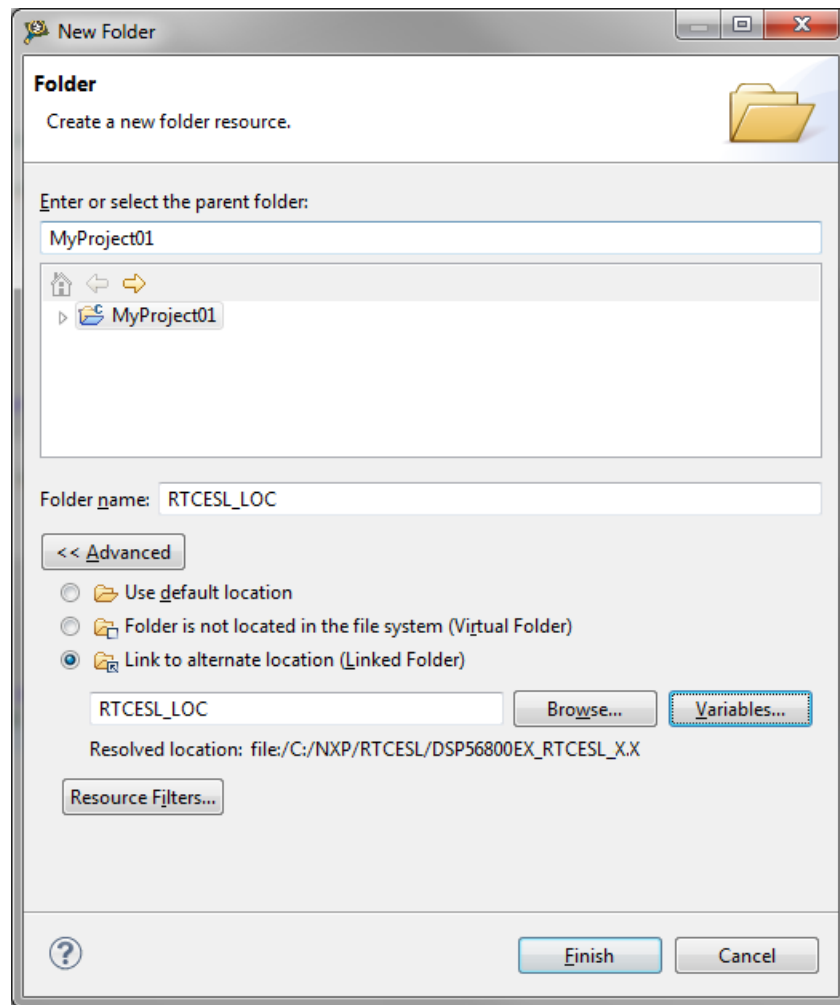 New Folder
Folder
Create a new folder resource.
Enter or select the parent folder:
MyProject01
MyProject01
Folder name: RTCESL_LOC
<< Advanced
Use default location
Folder is not located in the file system (Virtual Folder)
Link to alternate location (Linked Folder)
RTCESL_LOC Browse... Variables...
Resolved location: file:/C:/NXP/RTCESL/DSP56800EX_RTCESL_X.X
Resource Filters...
? Finish Cancel